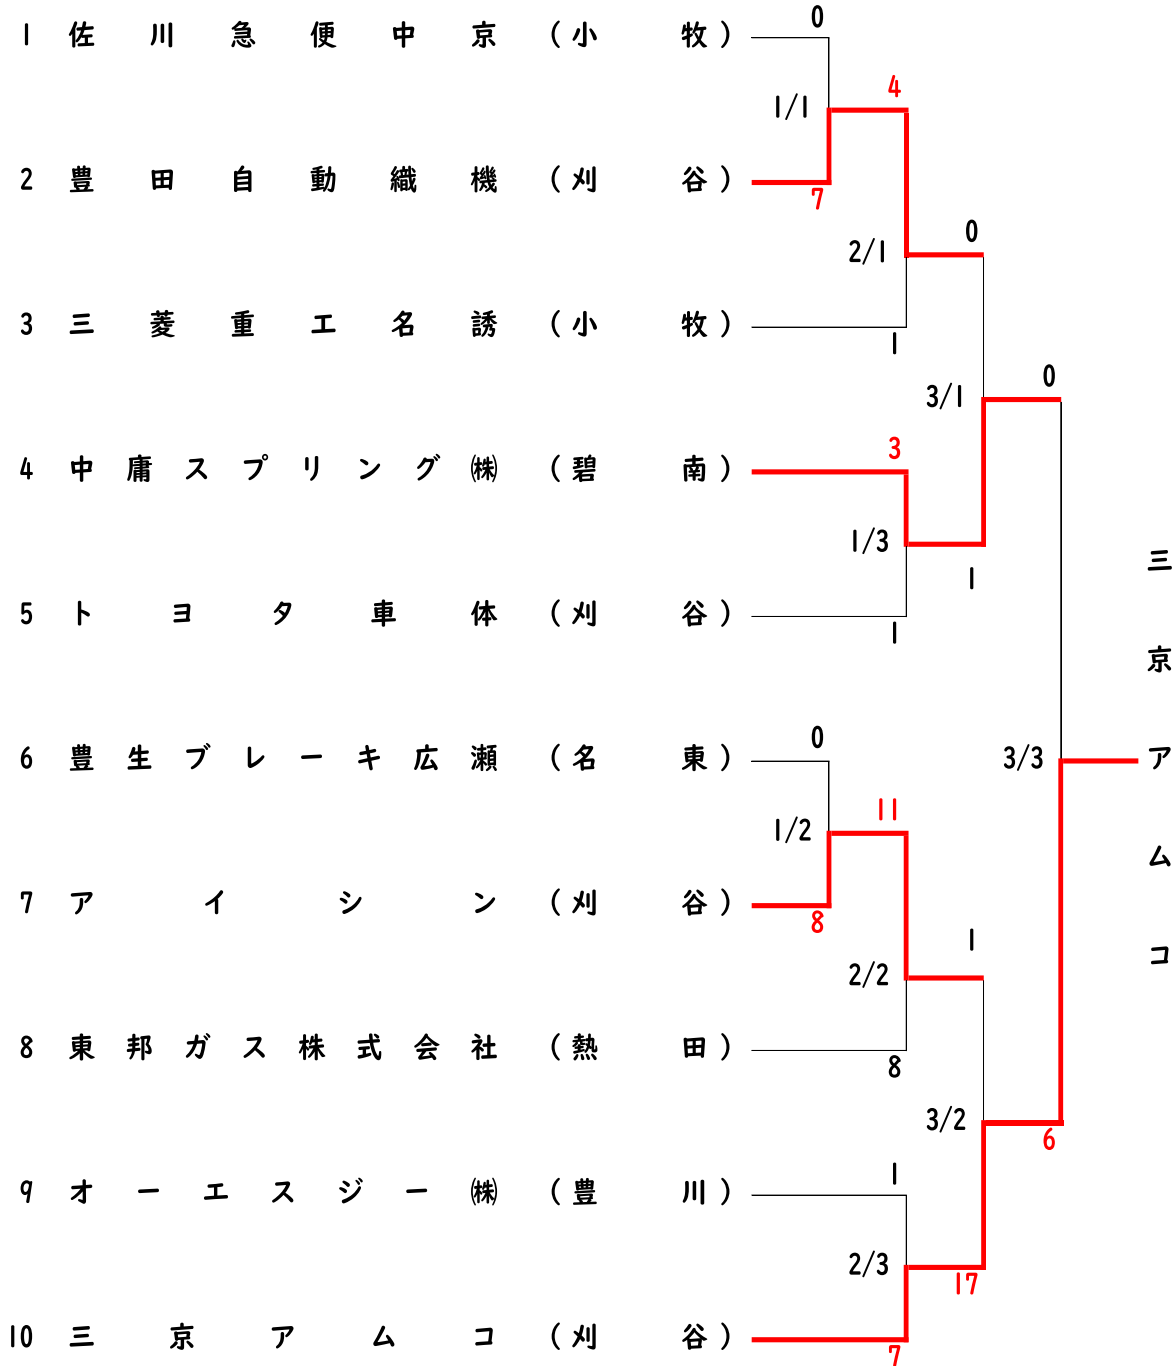 0
1 佐川急便中京 (小牧)
4
1/1
2 豊田自動織機 (刈谷)
7
0
2/1
3 三菱重工名誘 (小牧)
1
0
3/1
3
4 中庸スプリング㈱ (碧南)
1/3
1
5 トヨタ車体 (刈谷)
1
0
6 豊生ブレーキ広瀬 (名東)
3/3
三京アムコ
11
1/2
7 アイシン (刈谷)
8
1
2/2
8 東邦ガス株式会社 (熱田)
8
3/2
6
1
9 オーエスジー㈱ (豊川)
2/3
17
10 三京アムコ (刈谷)
7